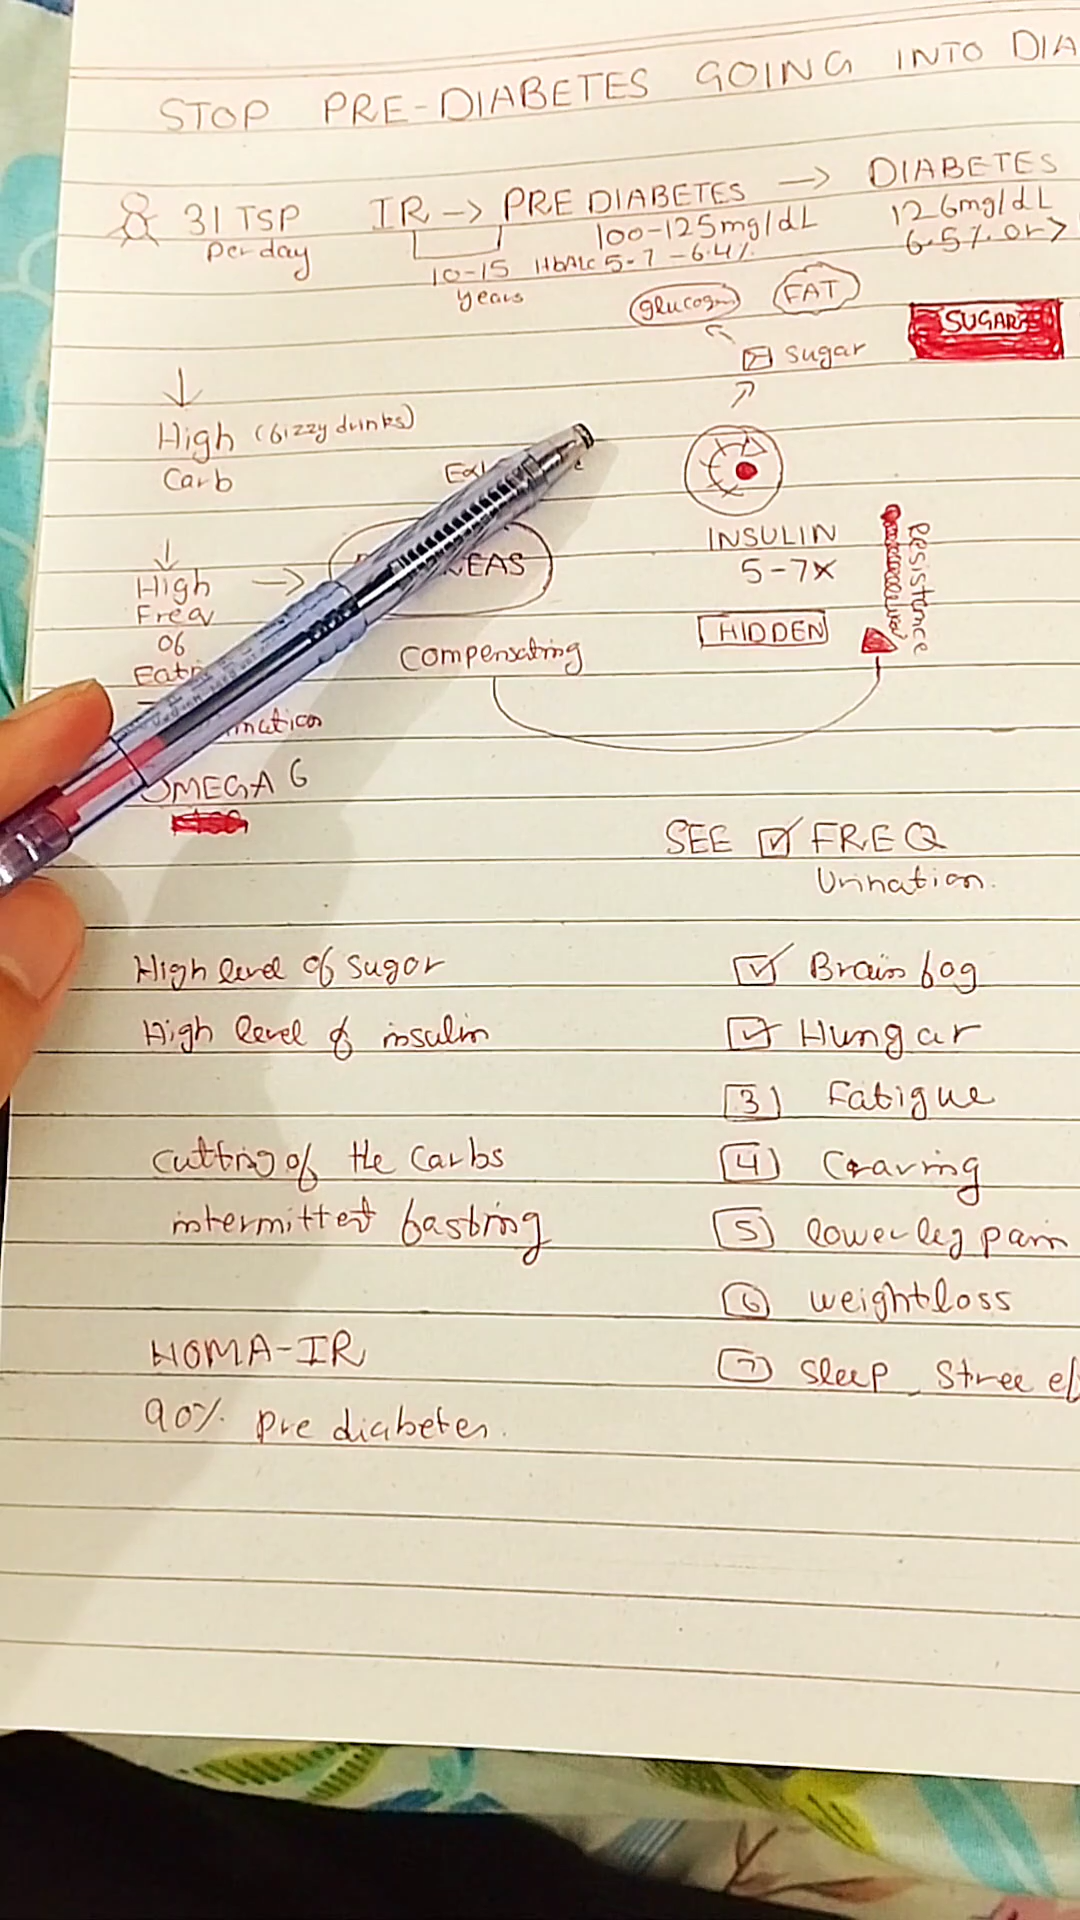 STOP PRE-DIABETES GOING INTO DIA
31 TSP
Per day
IR -> PRE DIABETES -> DIABETES
100-125mg/dL
126mg/dL
10-15
years
HbA1c 5-7 - 6.4%
6.5% or >
glucogn
FAT
SUGAR
sugar
High (fizzy drinks)
Carb
High
Freq
of
EAS
INSULIN
5-7x
HIDDEN
Resistence
Compensating
OMEGA 6
SEE FREQ
Urination.
High level of sugar
High level of insulin
Brain fog
Hungar
3 Fatigue
4 Craving
5 lower leg pain
6 weightloss
7 Sleep, Stree
cutting of the carbs
intermittet fasting
HOMA-IR
90% pre diabetes.